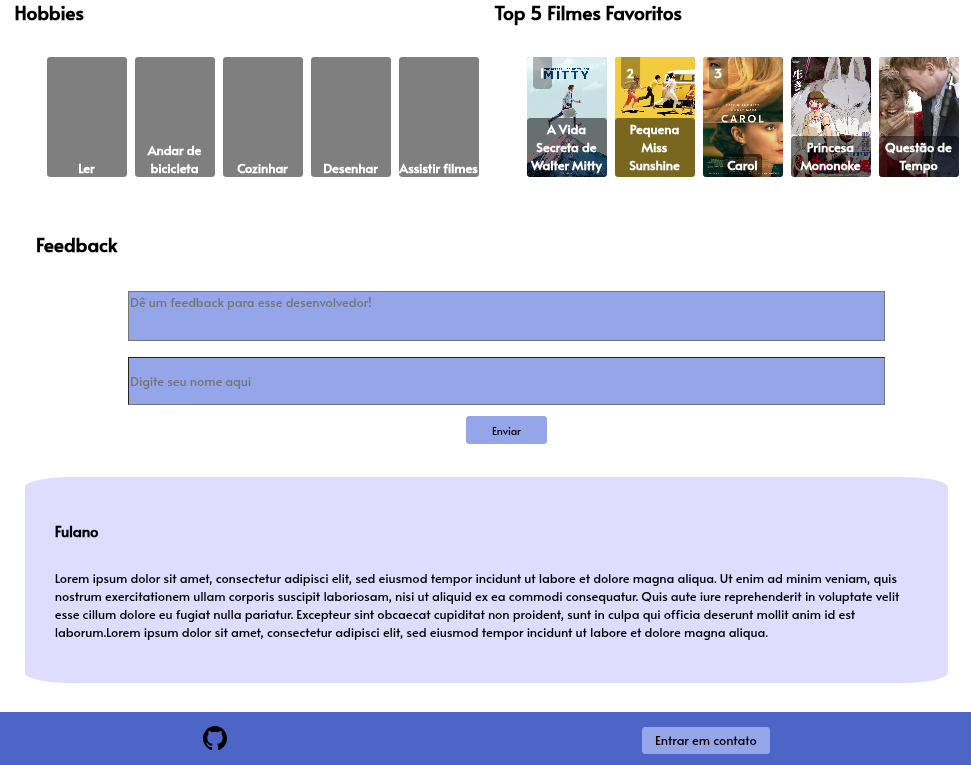 Hobbies
Top 5 Filmes Favoritos
Ler
Andar de
bicicleta
Cozinhar
Desenhar
Assistir filmes
MITTY
A Vida
Secreta de
Walter Mitty
2
Pequena
Miss
Sunshine
3
CAROL
Carol
Princesa
Mononoke
Questão de
Tempo
Feedback
Dê um feedback para esse desenvolvedor!
Digite seu nome aqui
Enviar
Fulano
Lorem ipsum dolor sit amet, consectetur adipisci elit, sed eiusmod tempor incidunt ut labore et dolore magna aliqua. Ut enim ad minim veniam, quis
nostrum exercitationem ullam corporis suscipit laboriosam, nisi ut aliquid ex ea commodi consequatur. Quis aute iure reprehenderit in voluptate velit
esse cillum dolore eu fugiat nulla pariatur. Excepteur sint obcaecat cupiditat non proident, sunt in culpa qui officia deserunt mollit anim id est
laborum.Lorem ipsum dolor sit amet, consectetur adipisci elit, sed eiusmod tempor incidunt ut labore et dolore magna aliqua.
Entrar em contato